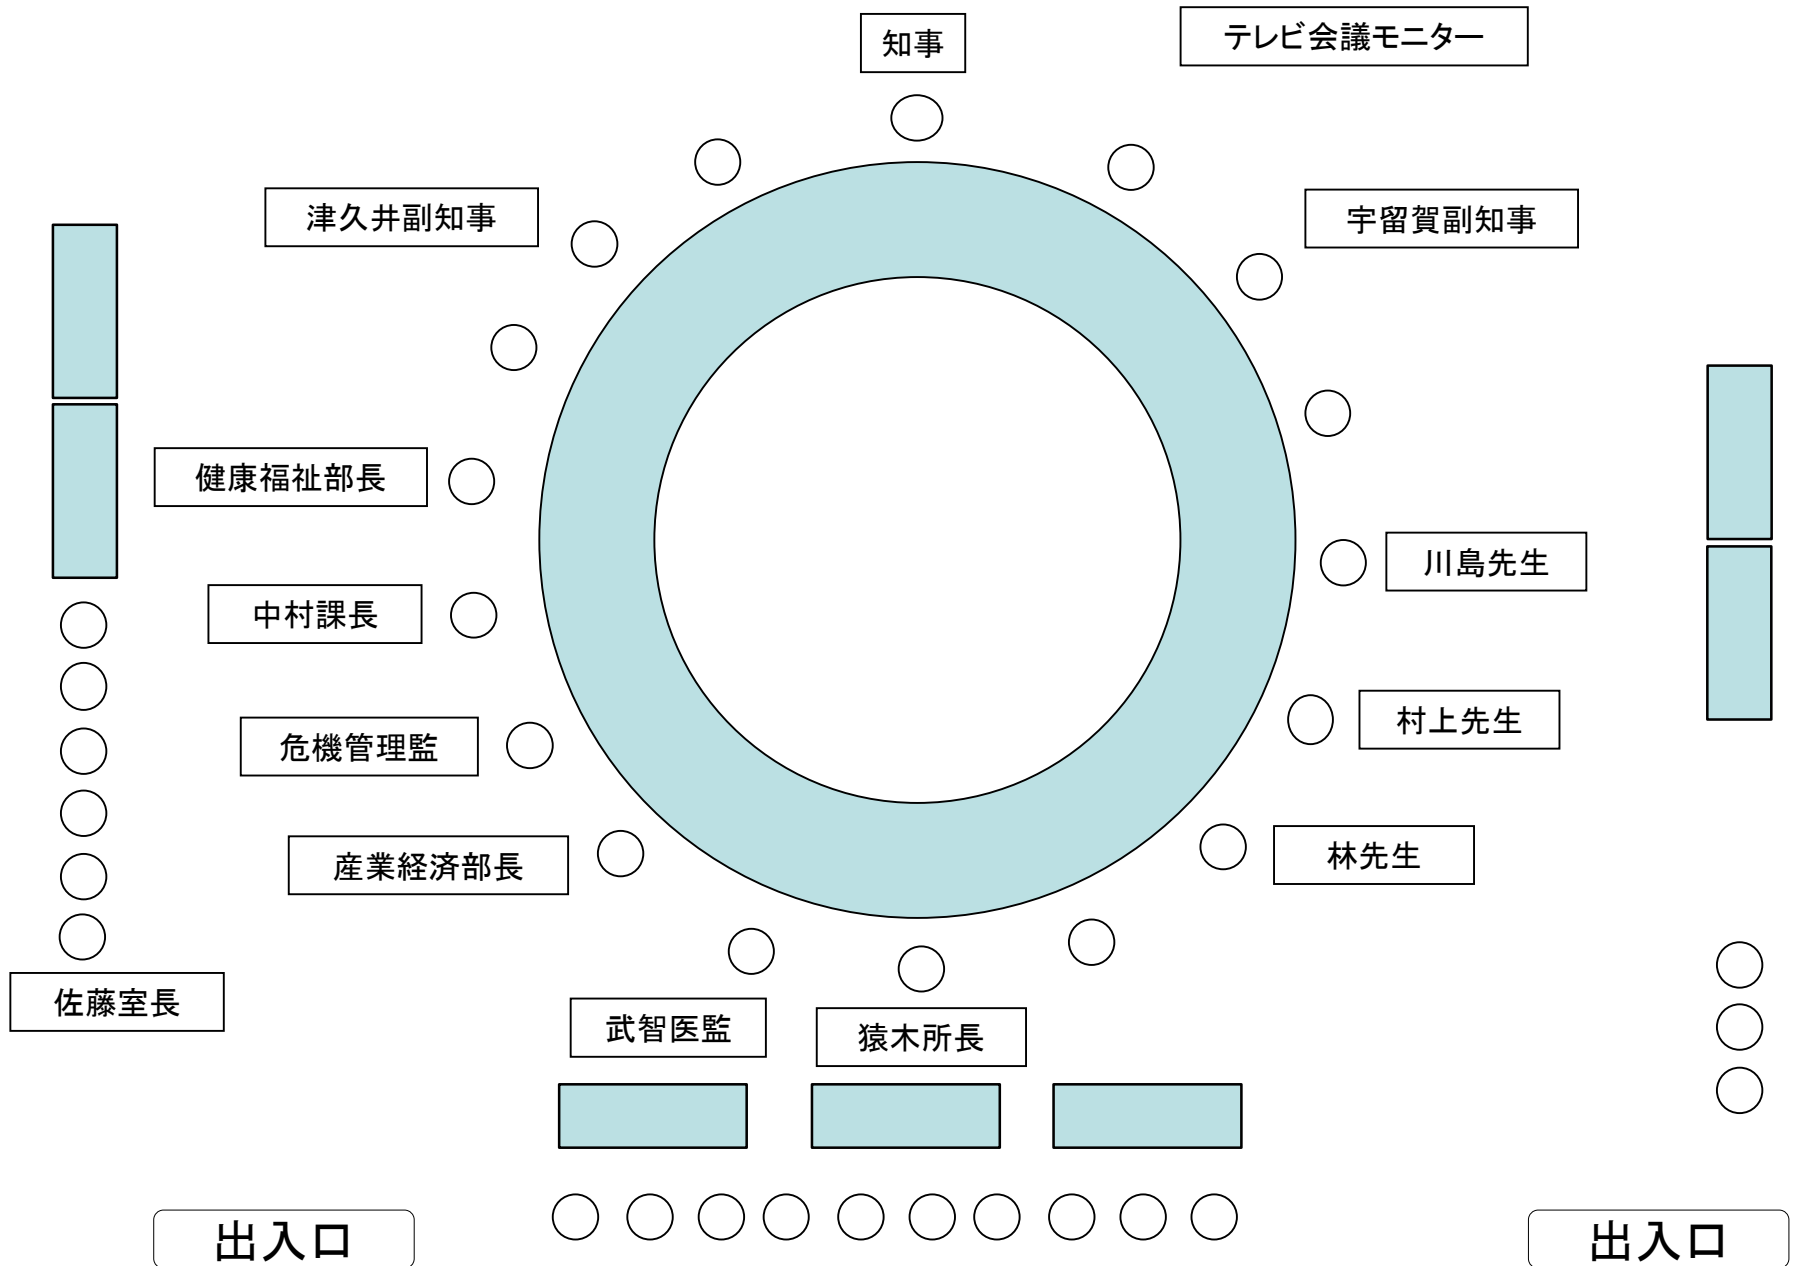 知事
テレビ会議モニター
津久井副知事
宇留賀副知事
健康福祉部長
川島先生
中村課長
村上先生
危機管理監
産業経済部長
林先生
佐藤室長
武智医監
猿木所長
出入口
出入口